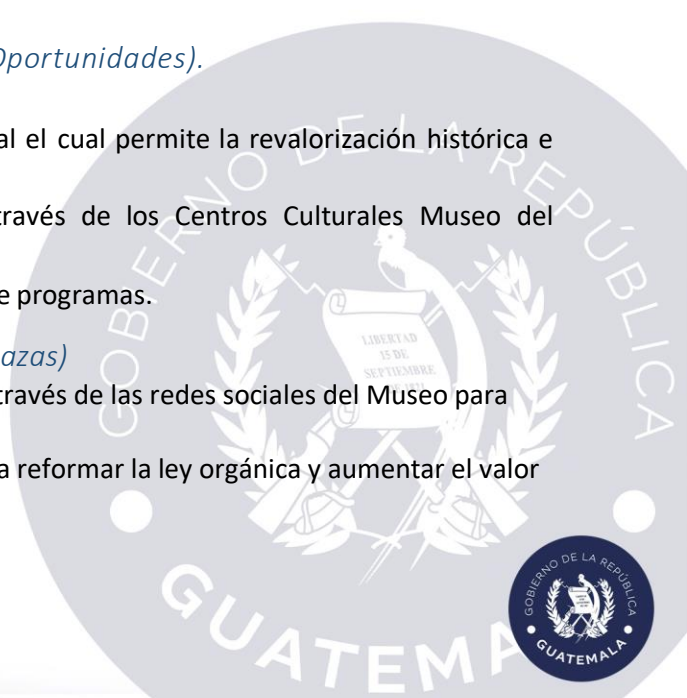 Oportunidades).
al el cual permite la revalorización histórica e
través de los Centros Culturales Museo del
e programas.
azas)
través de las redes sociales del Museo para
a reformar la ley orgánica y aumentar el valor
GOBIERNO DE LA REPÚBLICA
LIBERTAD
15 DE
SEPTIEMBRE
DE 1821
GUATEMALA
GOBIERNO DE LA REPÚBLICA
GUATEMALA